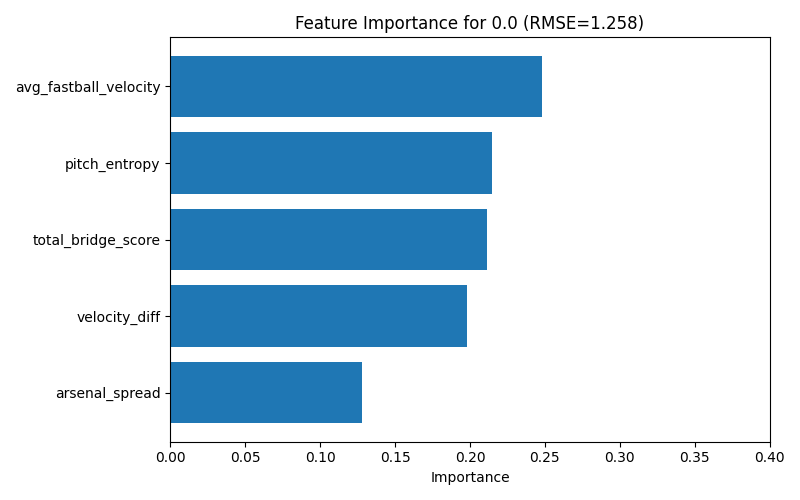 Feature Importance for 0.0 (RMSE=1.258)
avg_fastball_velocity
pitch_entropy
total_bridge_score
velocity_diff
arsenal_spread
0.00 0.05 0.10 0.15 0.20 0.25 0.30 0.35 0.40
Importance